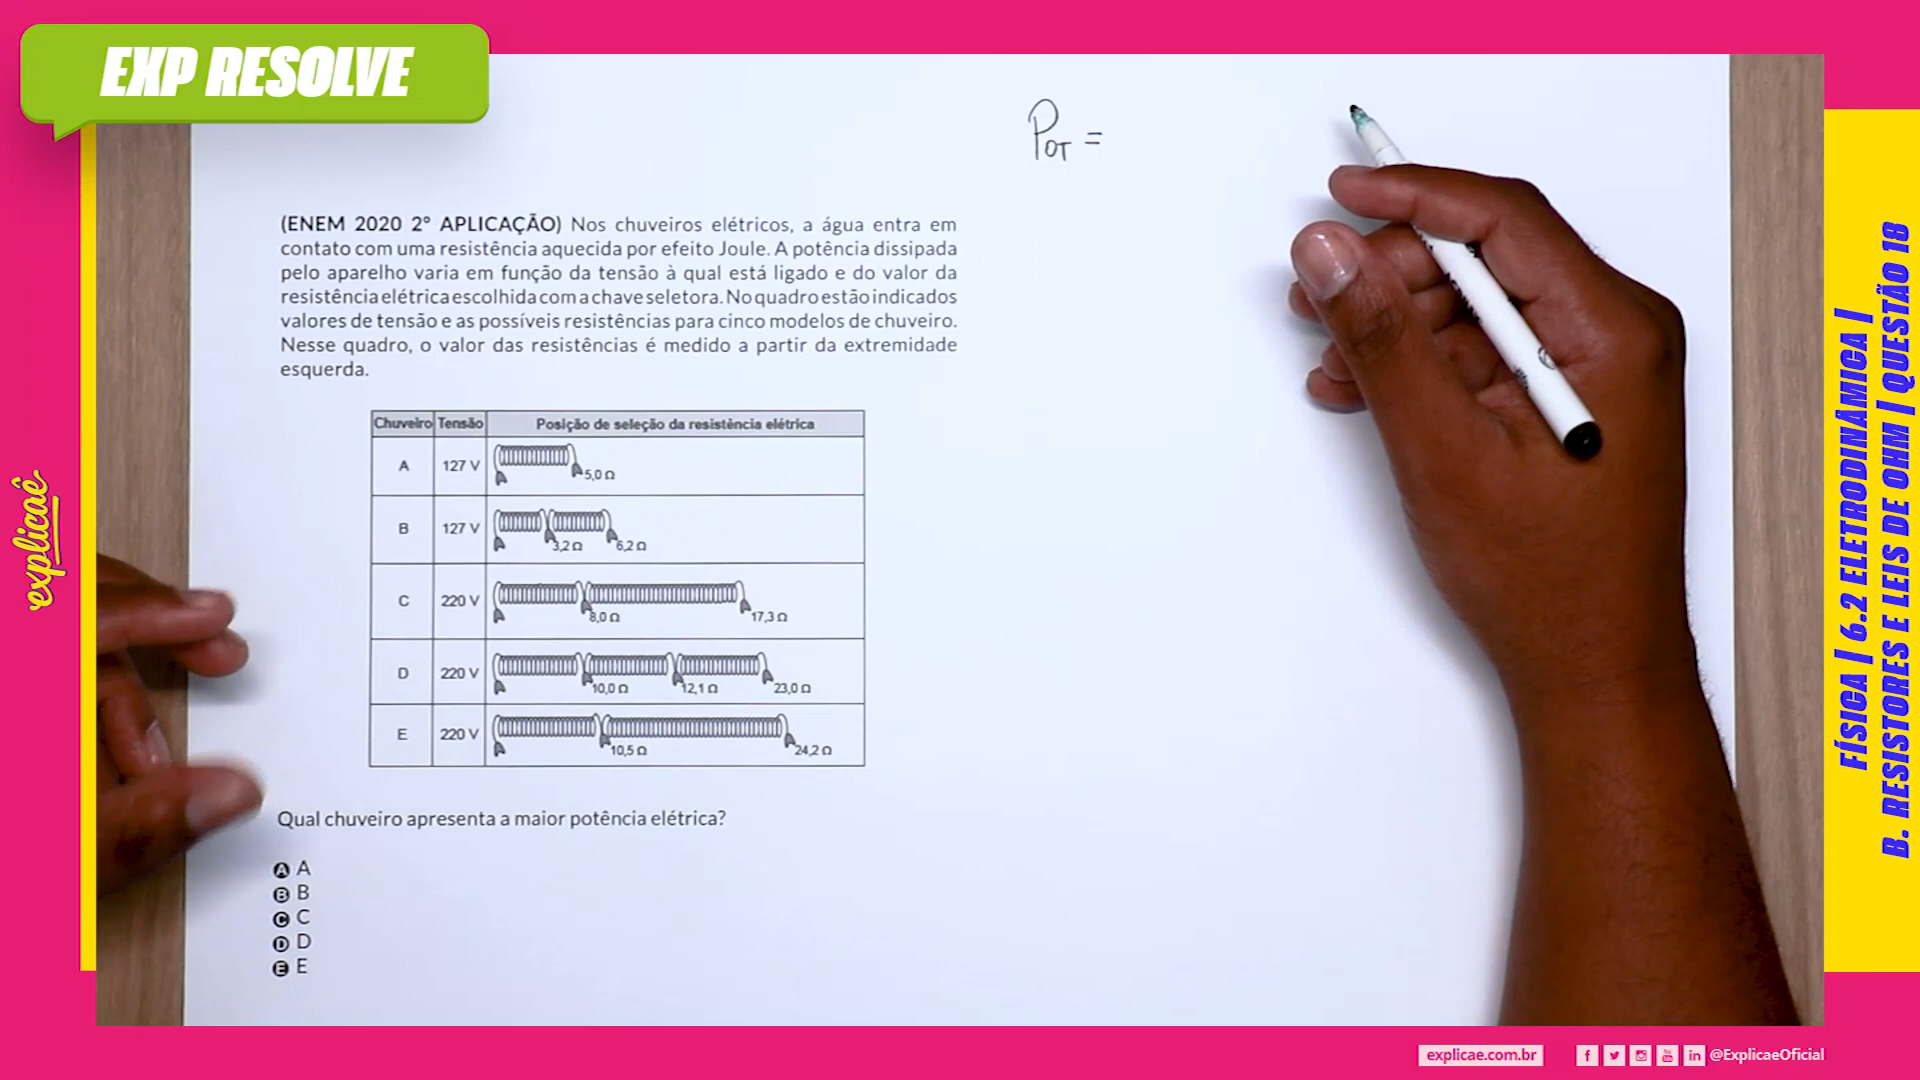 EXP RESOLVE
P_OT =
(ENEM 2020 2º APLICAÇÃO) Nos chuveiros elétricos, a água entra em
contato com uma resistência aquecida por efeito Joule. A potência dissipada
pelo aparelho varia em função da tensão à qual está ligado e do valor da
resistência elétrica escolhida com a chave seletora. No quadro estão indicados
valores de tensão e as possíveis resistências para cinco modelos de chuveiro.
Nesse quadro, o valor das resistências é medido a partir da extremidade
esquerda.
Chuveiro Tensão Posição de seleção da resistência elétrica
A 127 V 5,0 Ω
B 127 V 3,2 Ω 6,2 Ω
C 220 V 8,0 Ω 17,3 Ω
D 220 V 10,0 Ω 12,1 Ω 23,0 Ω
E 220 V 10,5 Ω 24,2 Ω
Qual chuveiro apresenta a maior potência elétrica?
A A
B B
C C
D D
E E
explicaê
FÍSICA | 6.2 ELETRODINÂMICA |
B. RESISTORES E LEIS DE OHM | QUESTÃO 18
explicae.com.br
@ExplicaeOficial